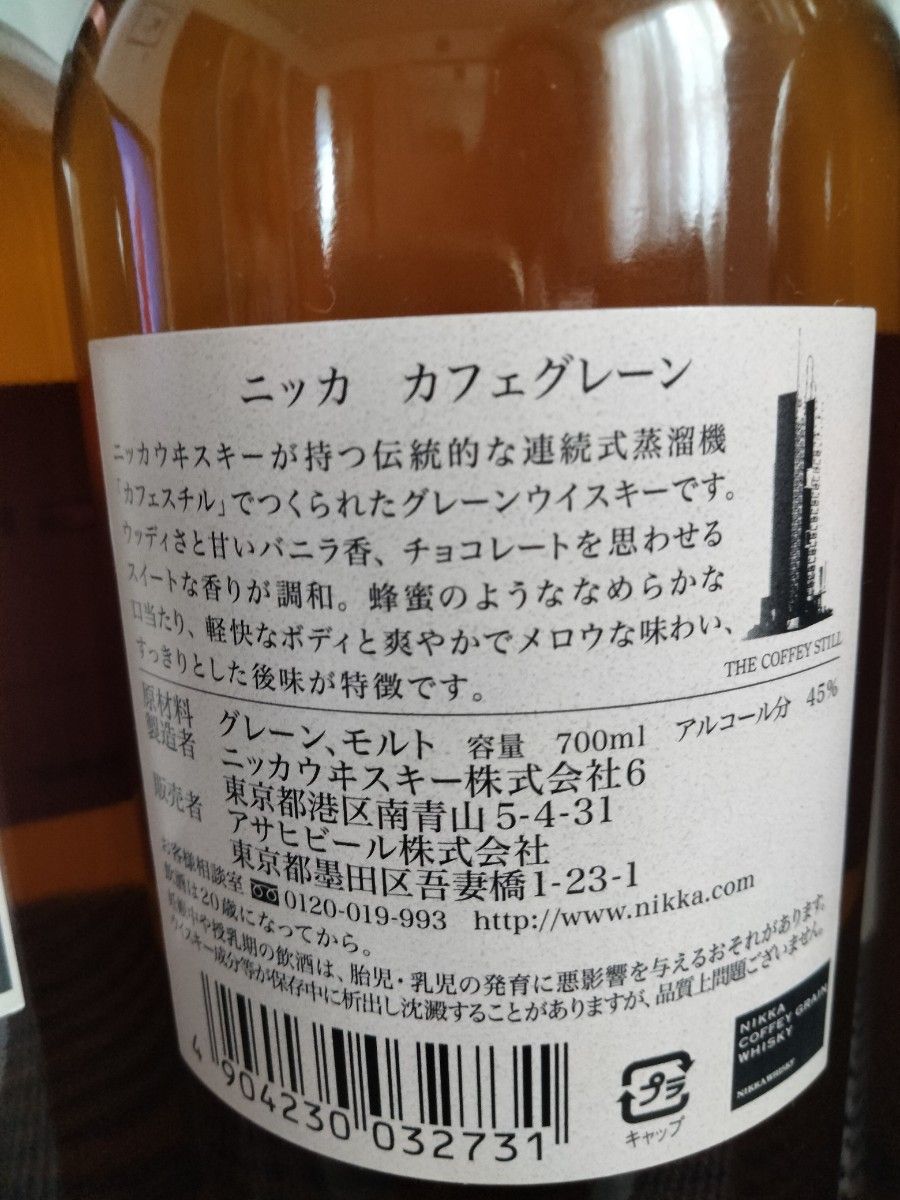 ニッカ　カフェグレーン
ニッカウヰスキーが持つ伝統的な連続式蒸溜機
「カフェスチル」でつくられたグレーンウイスキーです。
ウッディさと甘いバニラ香、チョコレートを思わせる
スイートな香りが調和。蜂蜜のようななめらかな
口当たり、軽快なボディと爽やかでメロウな味わい、
すっきりとした後味が特徴です。
THE COFFEY STILL
原材料 グレーン、モルト 容量 700ml アルコール分 45%
製造者 ニッカウヰスキー株式会社6
東京都港区南青山5-4-31
販売者 アサヒビール株式会社
東京都墨田区吾妻橋1-23-1
お客様相談室 0120-019-993 http://www.nikka.com
飲酒は20歳になってから。
妊娠中や授乳期の飲酒は、胎児・乳児の発育に悪影響を与えるおそれがあります。
ウイスキー成分等が保存中に析出し沈澱することがありますが、品質上問題ございません。
4 904230 032731
プラ
キャップ
NIKKA
COFFEY GRAIN
WHISKY
NIKKA WHISKY